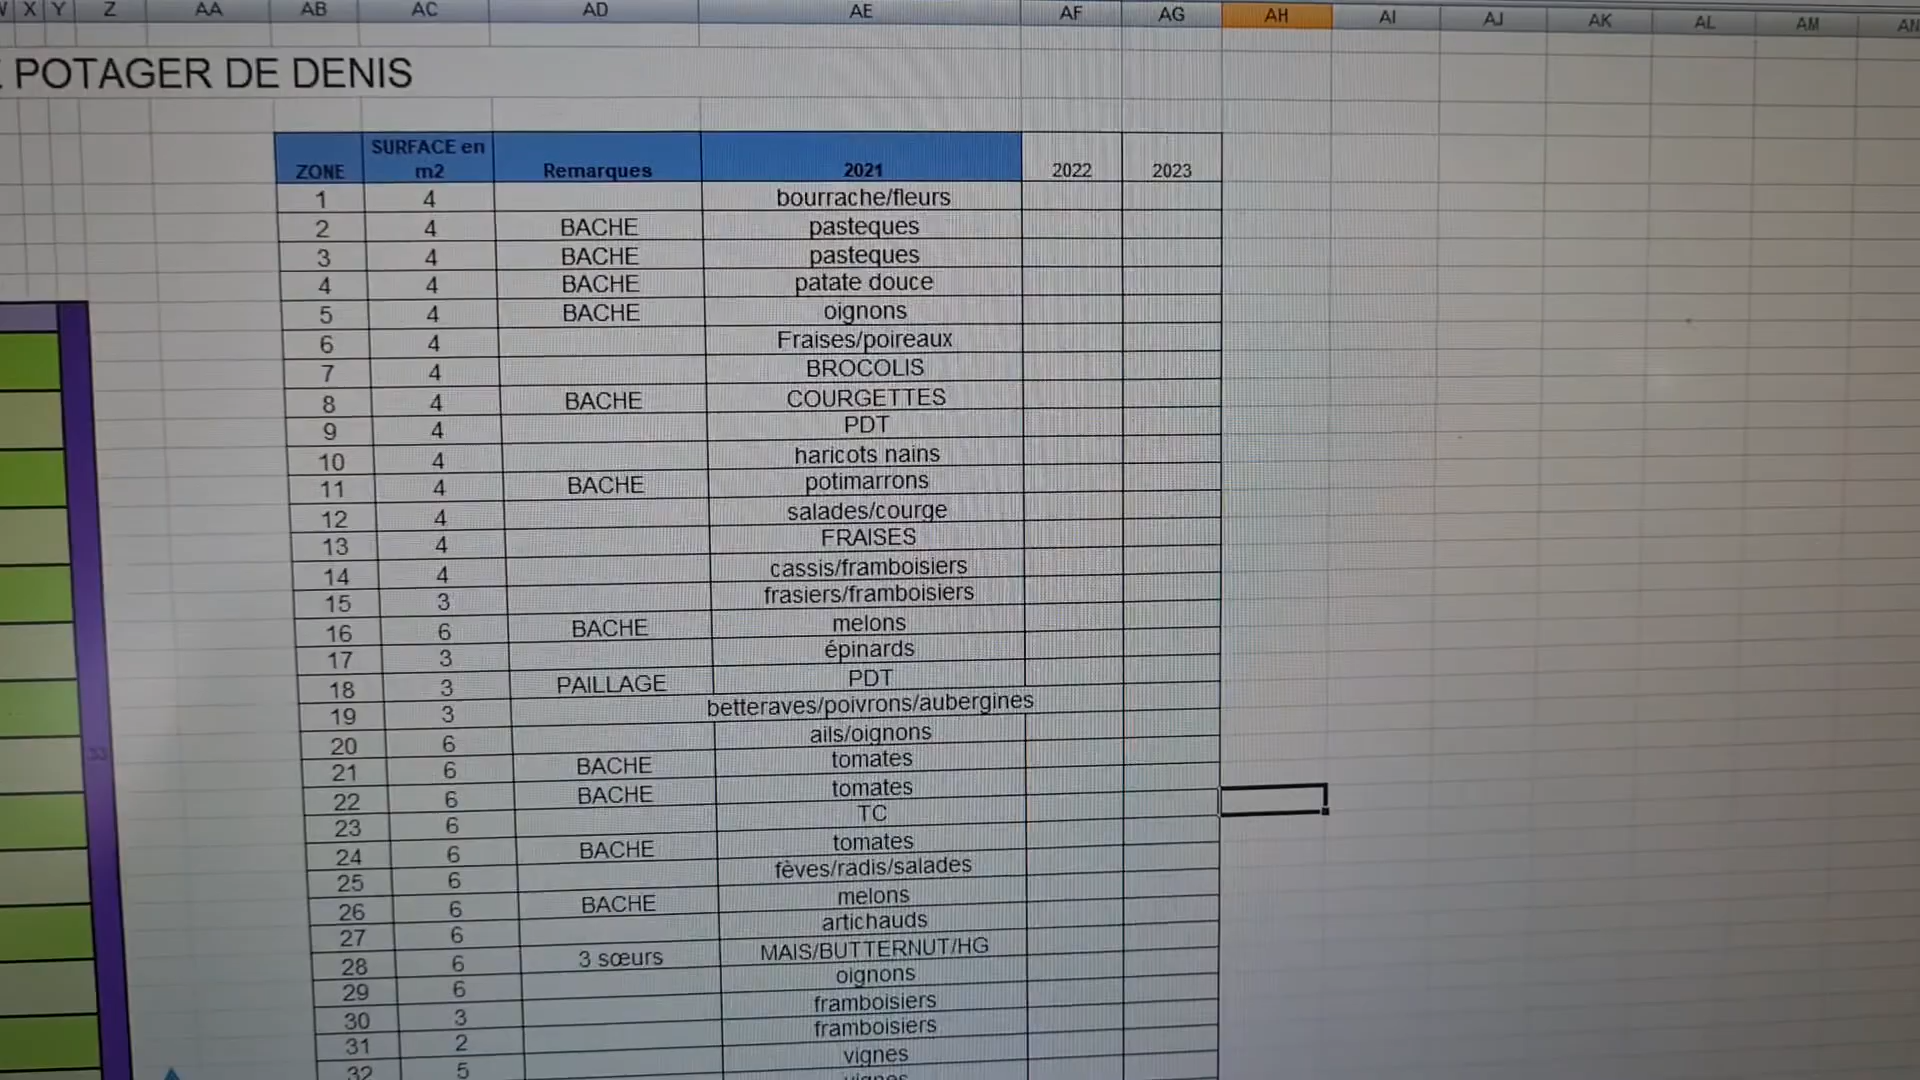 X Y Z AA AB AC AD AE AF AG AH AI AJ AK AL AM AN
POTAGER DE DENIS
ZONE SURFACE en m2 Remarques 2021 2022 2023
1 4 bourrache/fleurs
2 4 BACHE pasteques
3 4 BACHE pasteques
4 4 BACHE patate douce
5 4 BACHE oignons
6 4 Fraises/poireaux
7 4 BROCOLIS
8 4 BACHE COURGETTES
9 4 PDT
10 4 haricots nains
11 4 BACHE potimarrons
12 4 salades/courge
13 4 FRAISES
14 4 cassis/framboisiers
15 3 frasiers/framboisiers
16 6 BACHE melons
17 3 épinards
18 3 PAILLAGE PDT
19 3 betteraves/poivrons/aubergines
20 6 ails/oignons
21 6 BACHE tomates
22 6 BACHE tomates
23 6 TC
24 6 BACHE tomates
25 6 fèves/radis/salades
26 6 BACHE melons
27 6 artichauds
28 6 3 sœurs MAIS/BUTTERNUT/HG
29 6 oignons
30 3 framboisiers
31 2 framboisiers
32 5 vignes
33